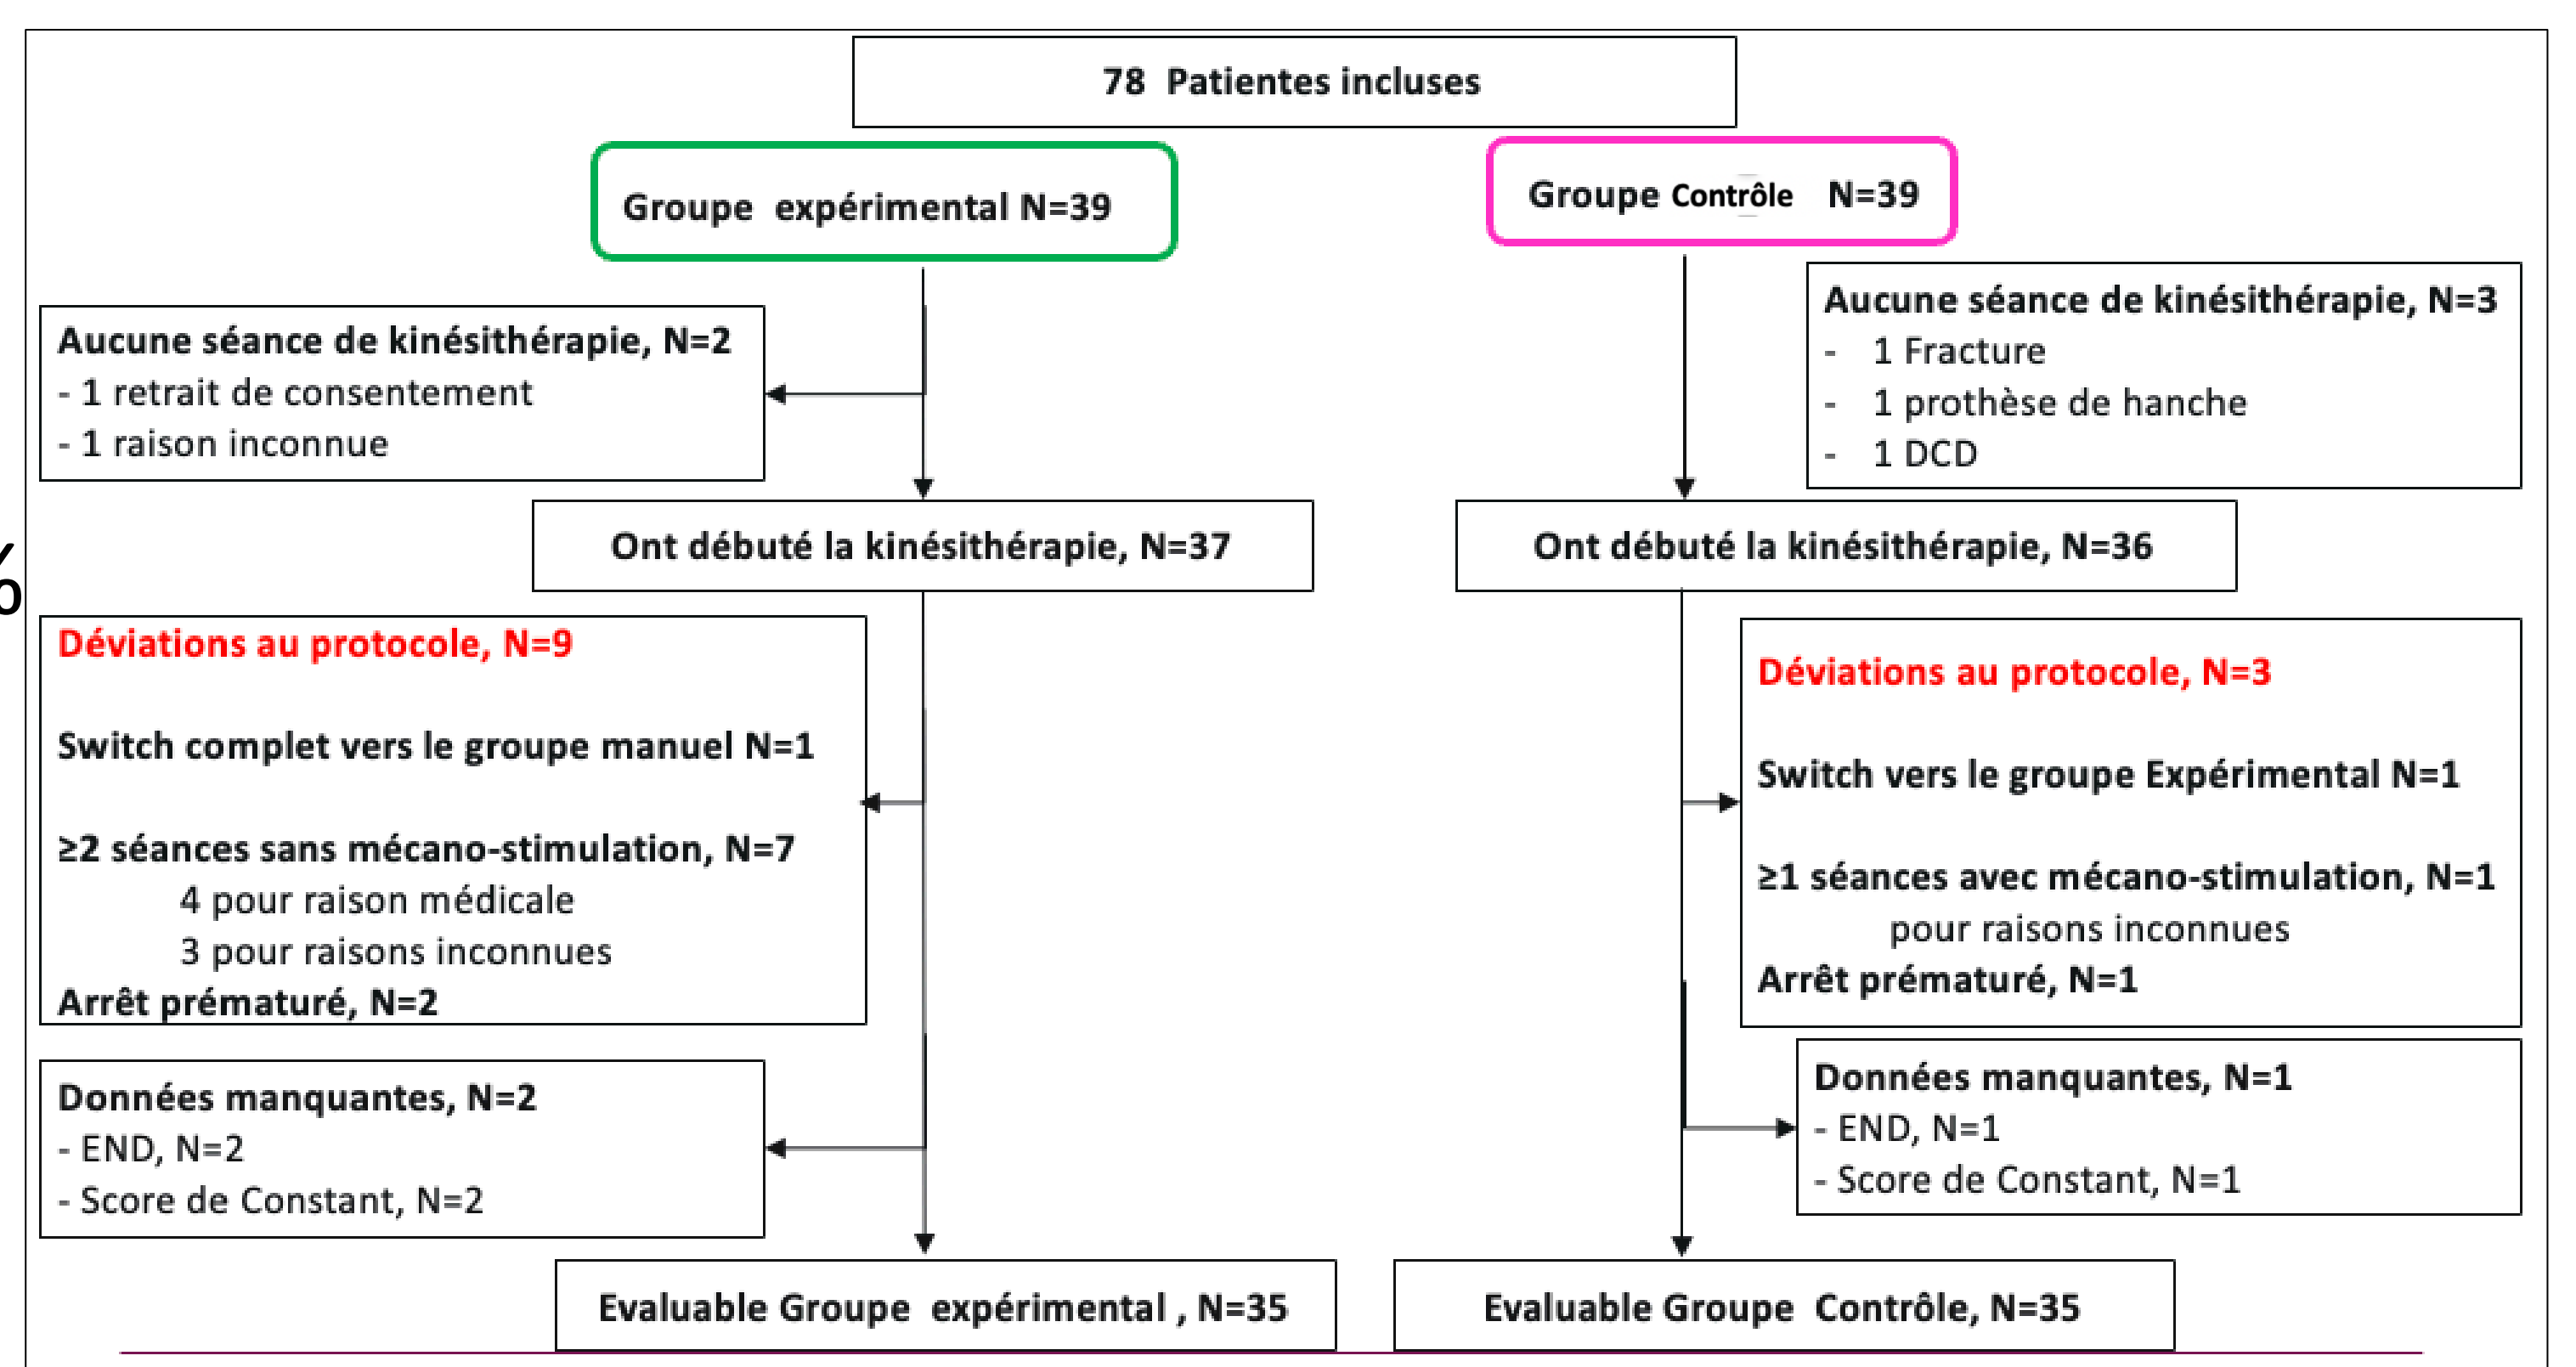 78 Patientes incluses
Groupe expérimental N=39
Groupe Contrôle N=39
Aucune séance de kinésithérapie, N=2
- 1 retrait de consentement
- 1 raison inconnue
Aucune séance de kinésithérapie, N=3
- 1 Fracture
- 1 prothèse de hanche
- 1 DCD
Ont débuté la kinésithérapie, N=37
Ont débuté la kinésithérapie, N=36
%
Déviations au protocole, N=9
Switch complet vers le groupe manuel N=1
≥2 séances sans mécano-stimulation, N=7
4 pour raison médicale
3 pour raisons inconnues
Arrêt prématuré, N=2
Déviations au protocole, N=3
Switch vers le groupe Expérimental N=1
≥1 séances avec mécano-stimulation, N=1
pour raisons inconnues
Arrêt prématuré, N=1
Données manquantes, N=2
- END, N=2
- Score de Constant, N=2
Données manquantes, N=1
- END, N=1
- Score de Constant, N=1
Evaluable Groupe expérimental , N=35
Evaluable Groupe Contrôle, N=35